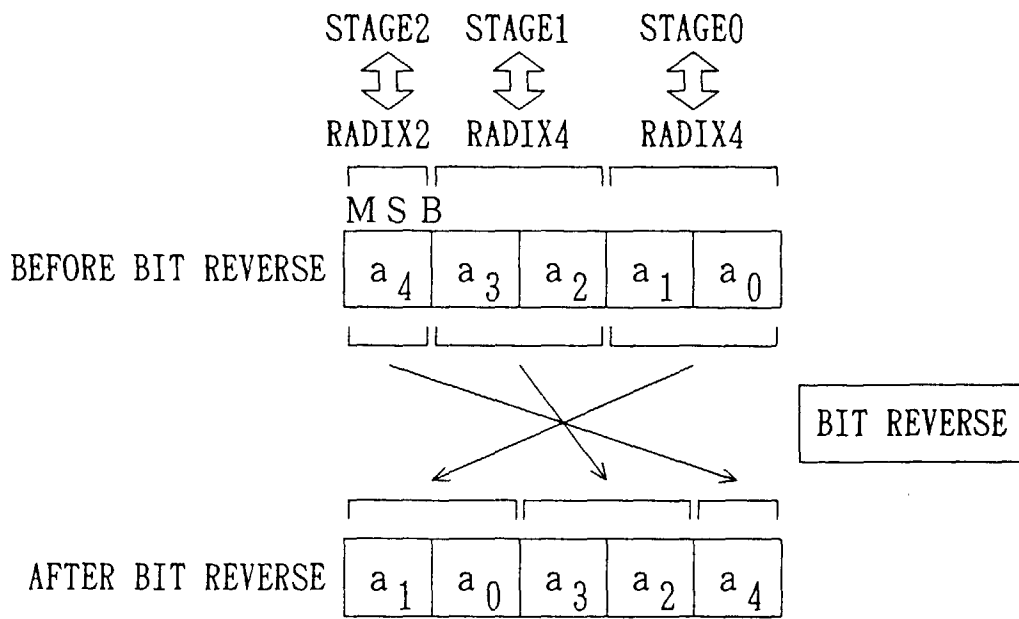 STAGE2 STAGE1 STAGE0
RADIX2 RADIX4 RADIX4
MSB
BEFORE BIT REVERSE a4 a3 a2 a1 a0
BIT REVERSE
AFTER BIT REVERSE a1 a0 a3 a2 a4